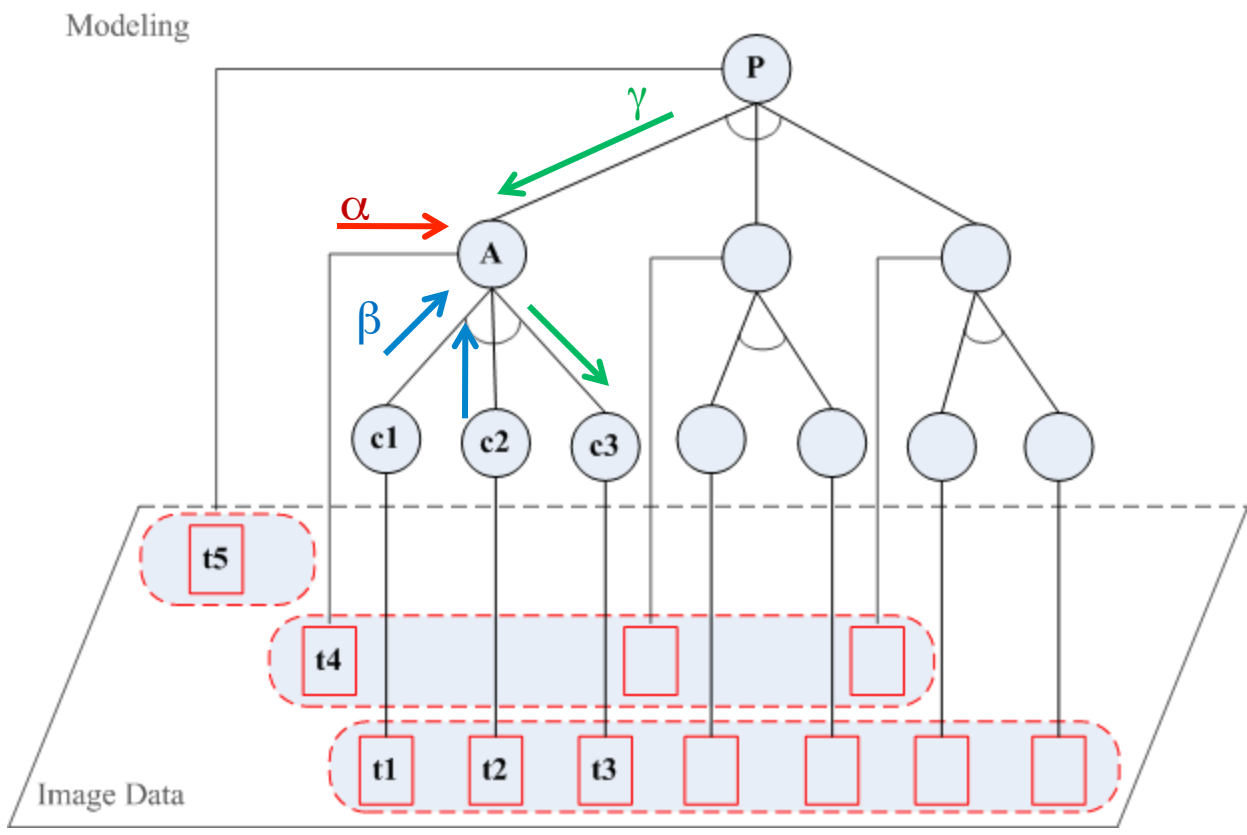 Modeling
P
γ
α
A
β
c1 c2 c3
t5
t4
t1 t2 t3
Image Data